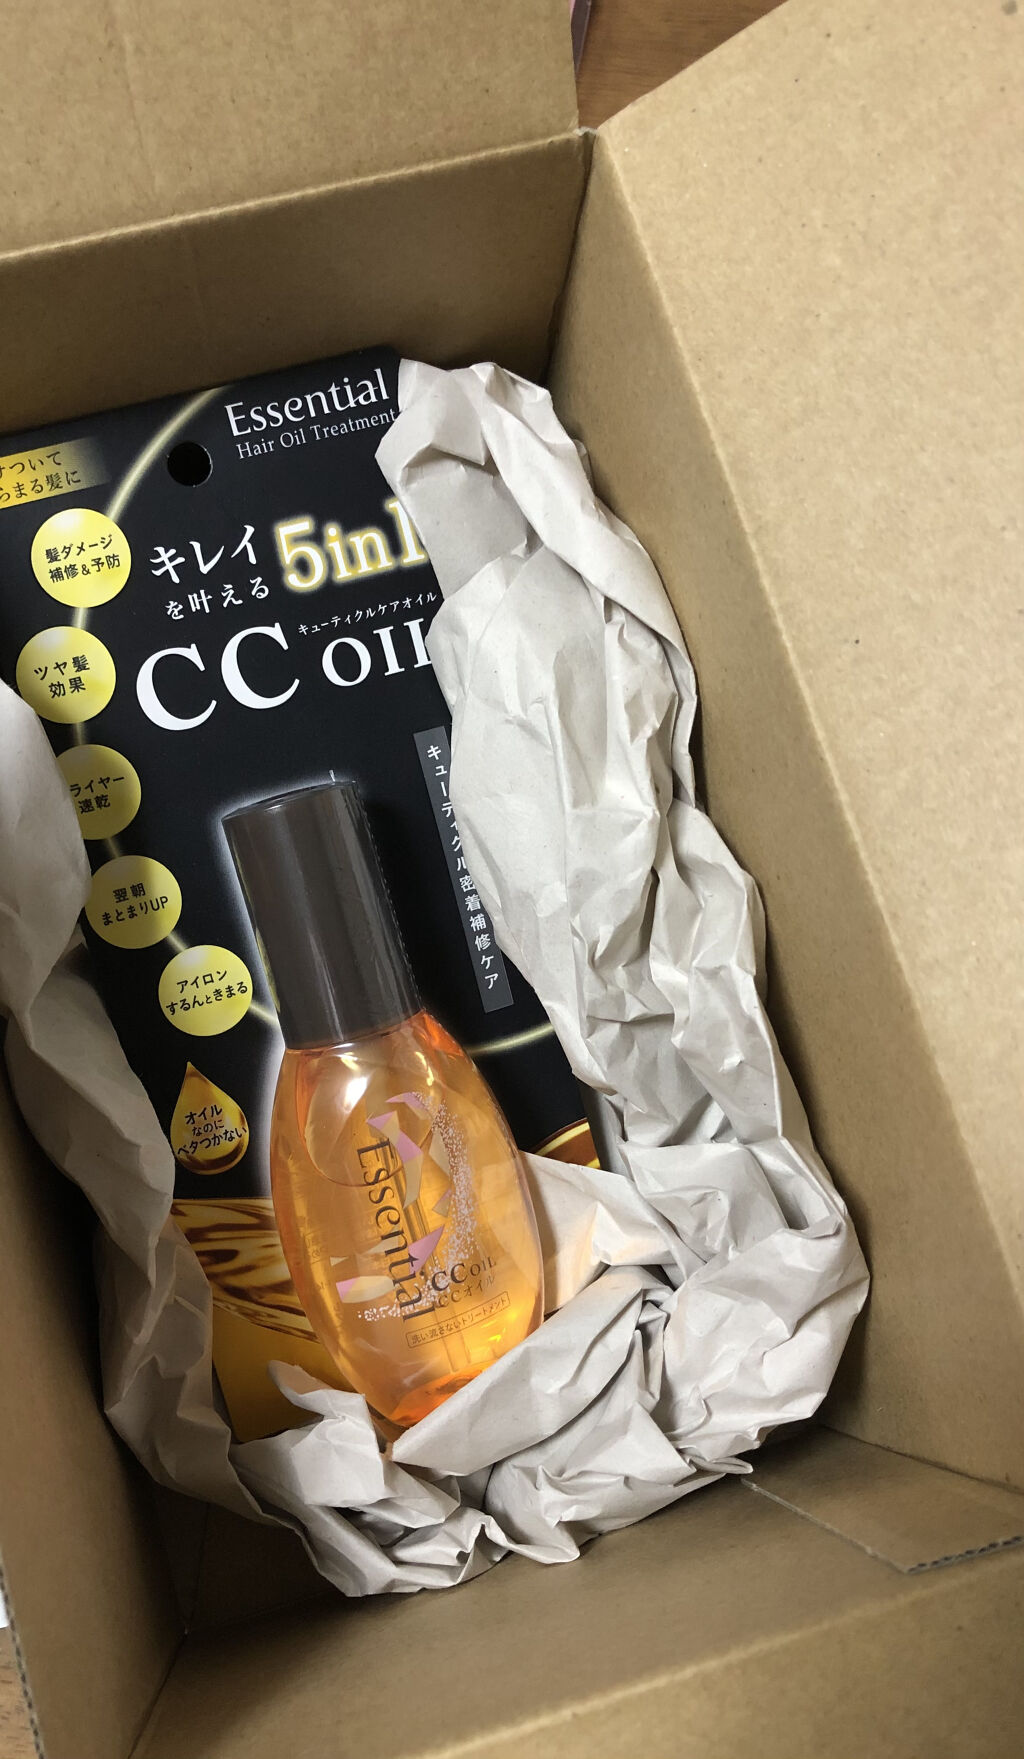 Essential
Hair Oil Treatment
ついて
まる髪に
キレイ
を叶える
5in1
キューティクルケアオイル
CC OIL
髪ダメージ
補修&予防
ツヤ髪
効果
ライヤー
速乾
翌朝
まとまりUP
アイロン
するんときまる
オイル
なのに
ベタつかない
キューティクル密着補修ケア
Essential
CC OIL
CCオイル
洗い流さないトリートメント